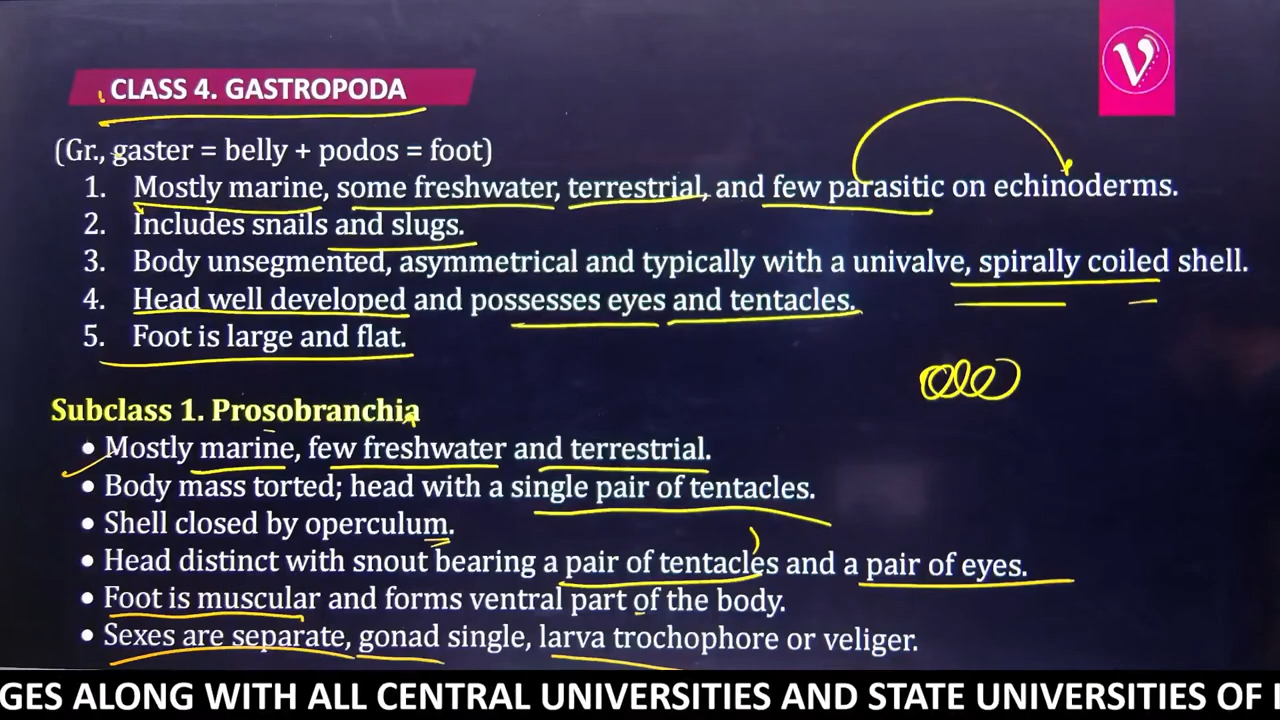 CLASS 4. GASTROPODA
(Gr., gaster = belly + podos = foot)
1. Mostly marine, some freshwater, terrestrial, and few parasitic on echinoderms.
2. Includes snails and slugs.
3. Body unsegmented, asymmetrical and typically with a univalve, spirally coiled shell.
4. Head well developed and possesses eyes and tentacles.
5. Foot is large and flat.
Subclass 1. Prosobranchia
• Mostly marine, few freshwater and terrestrial.
• Body mass torted; head with a single pair of tentacles.
• Shell closed by operculum.
• Head distinct with snout bearing a pair of tentacles and a pair of eyes.
• Foot is muscular and forms ventral part of the body.
• Sexes are separate, gonad single, larva trochophore or veliger.
GES ALONG WITH ALL CENTRAL UNIVERSITIES AND STATE UNIVERSITIES OF